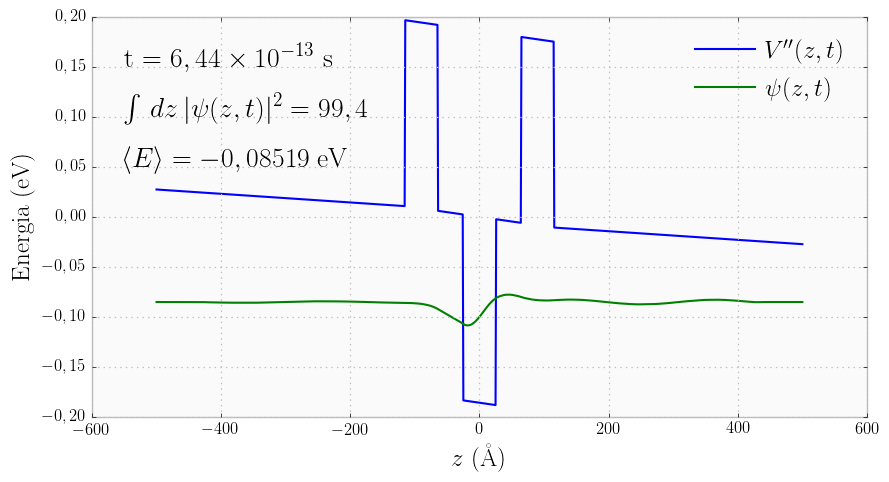 0,20
0,15
0,10
0,05
0,00
−0,05
−0,10
−0,15
−0,20
Energia (eV)
t = 6,44 × 10⁻¹³ s
∫ dz |ψ(z, t)|² = 99,4
⟨E⟩ = −0,08519 eV
V″(z, t)
ψ(z, t)
−600 −400 −200 0 200 400 600
z (Å)